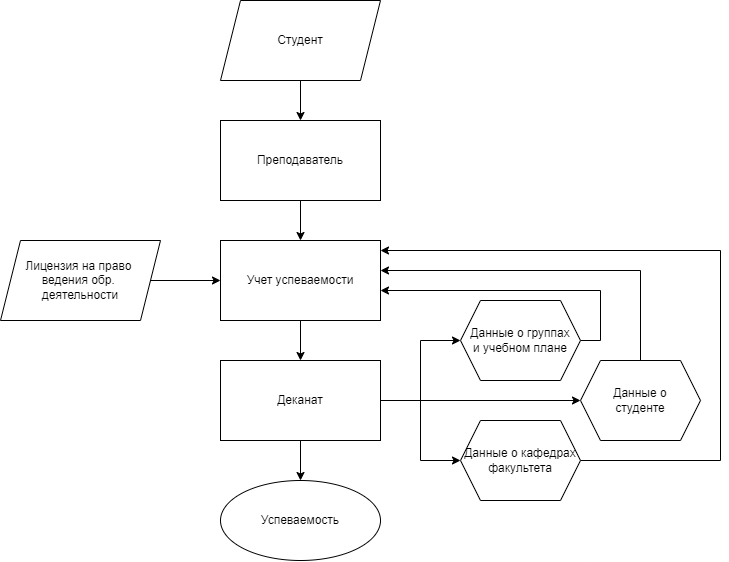 Студент
Преподаватель
Лицензия на право
ведения обр.
деятельности
Учет успеваемости
Данные о группах
и учебном плане
Деканат
Данные о
студенте
Данные о кафедрах
факультета
Успеваемость